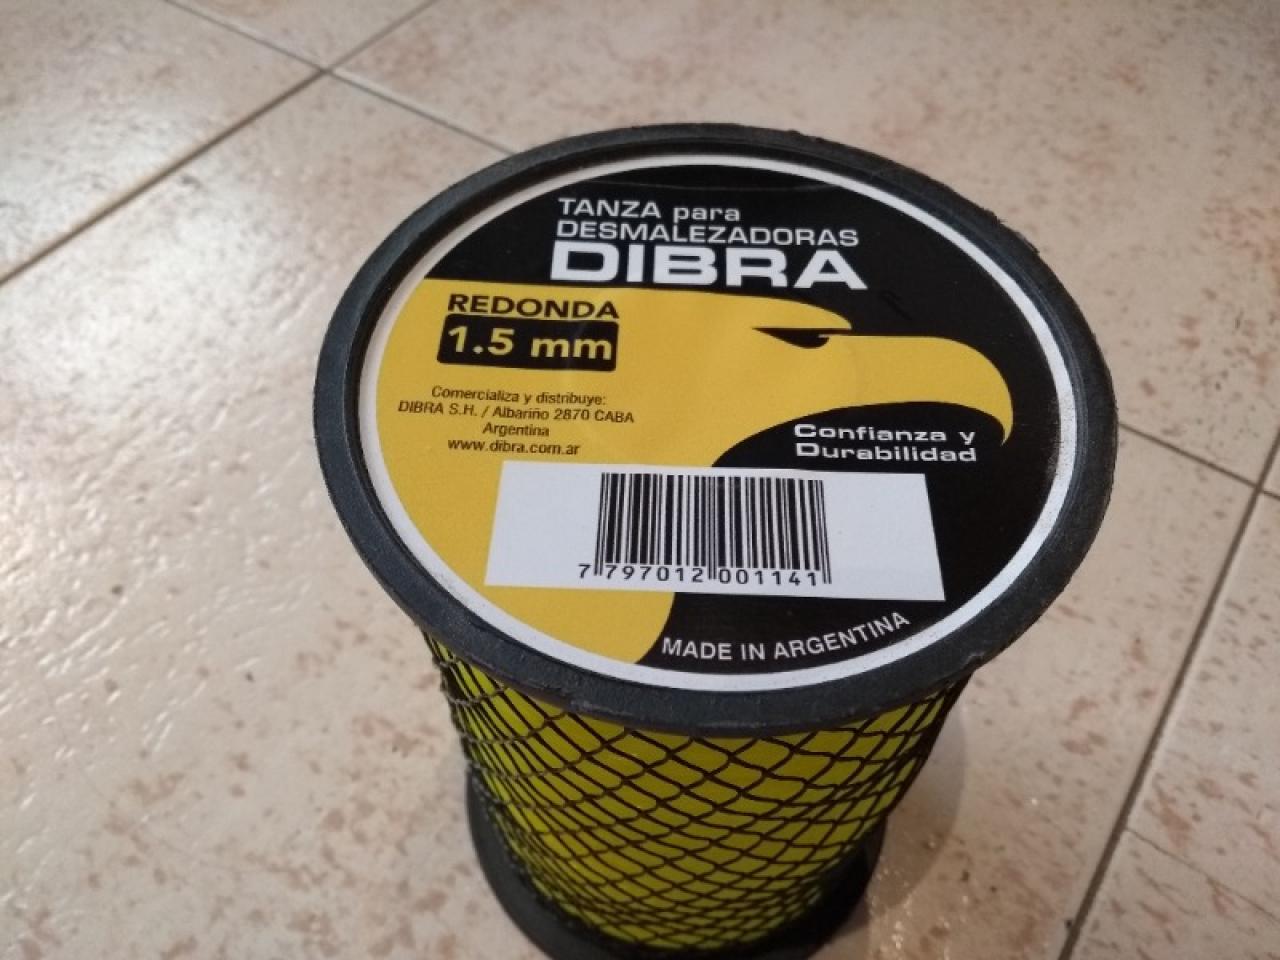 TANZA para
DESMALEZADORAS
DIBRA
REDONDA
1.5 mm
Comercializa y distribuye:
DIBRA S.H. / Albariño 2870 CABA
Argentina
www.dibra.com.ar
Confianza y
Durabilidad
7 797012 001141
MADE IN ARGENTINA